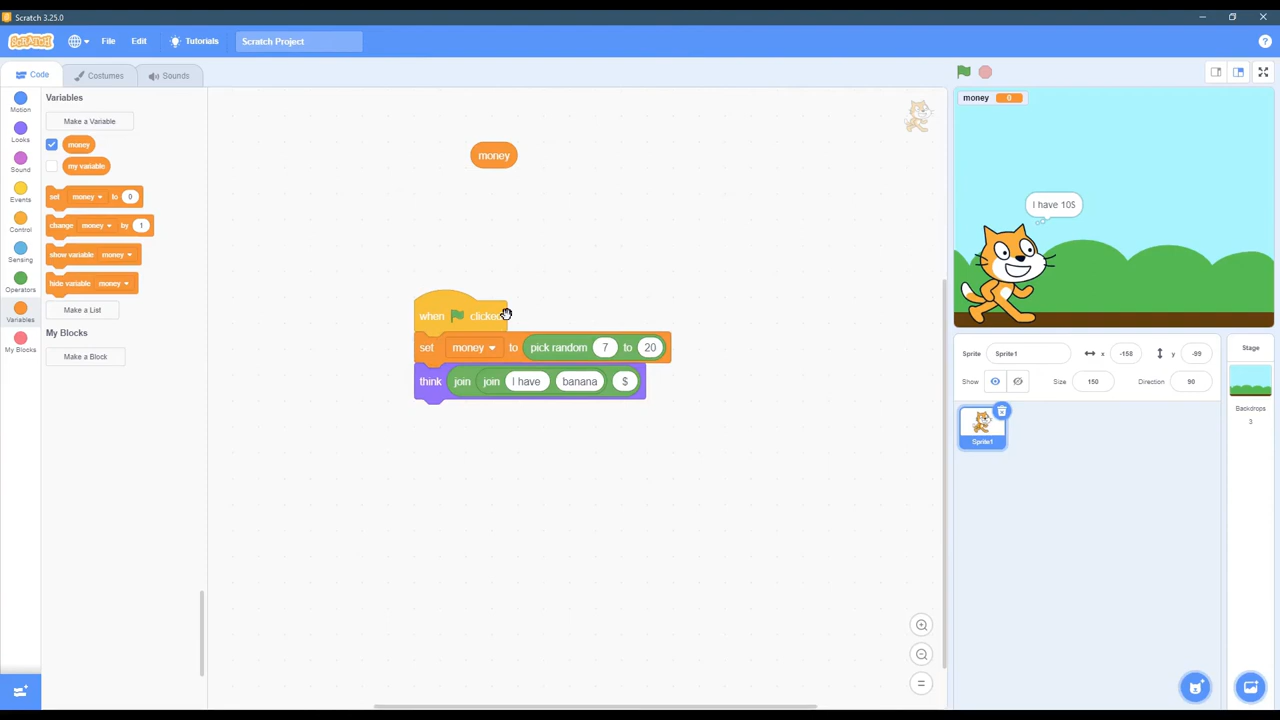 Scratch 3.25.0
SCRATCH
File
Edit
Tutorials
Scratch Project
?
Code
Costumes
Sounds
Motion
Looks
Sound
Events
Control
Sensing
Operators
Variables
My Blocks
Variables
Make a Variable
money
my variable
set money to 0
change money by 1
show variable money
hide variable money
Make a List
My Blocks
Make a Block
money
when clicked
set money to pick random 7 to 20
think join join I have banana $
money 0
I have 10$
Sprite Sprite1 x -158 y -99
Show Size 150 Direction 90
Sprite1
Stage
Backdrops
3